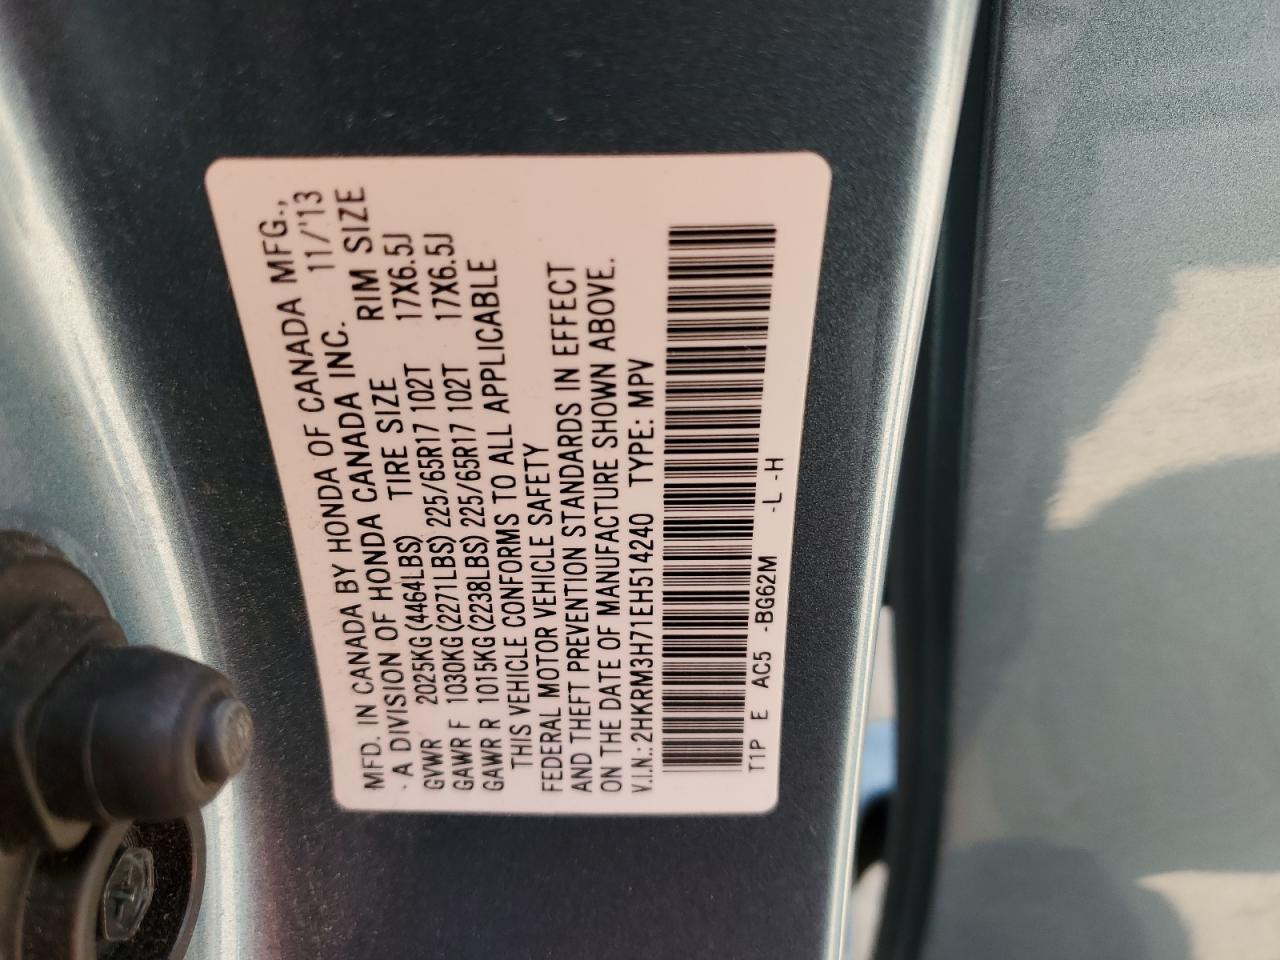 MFD. IN CANADA BY HONDA OF CANADA MFG.,
A DIVISION OF HONDA CANADA INC. 11/'13
GVWR 2025KG (4464LBS) TIRE SIZE RIM SIZE
GAWR F 1030KG (2271LBS) 225/65R17 102T 17X6.5J
GAWR R 1015KG (2238LBS) 225/65R17 102T 17X6.5J
THIS VEHICLE CONFORMS TO ALL APPLICABLE
FEDERAL MOTOR VEHICLE SAFETY
AND THEFT PREVENTION STANDARDS IN EFFECT
ON THE DATE OF MANUFACTURE SHOWN ABOVE.
V.I.N.: 2HKRM3H71EH514240 TYPE: MPV
T1P E AC5 -BG62M -L -H